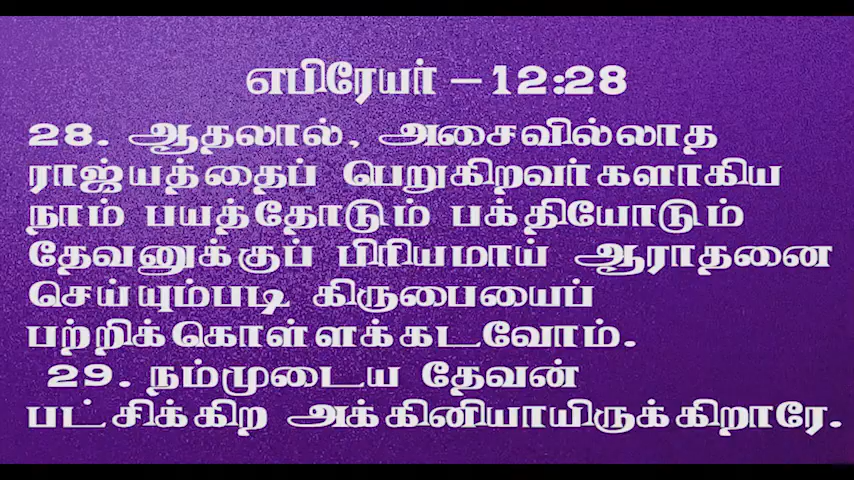 எபிரேயர் – 12:28
28. ஆதலால், அசைவில்லாத
ராஜ்யத்தைப் பெறுகிறவர்களாகிய
நாம் பயத்தோடும் பக்தியோடும்
தேவனுக்குப் பிரியமாய் ஆராதனை
செய்யும்படி கிருபையைப்
பற்றிக்கொள்ளக்கடவோம்.
29. நம்முடைய தேவன்
பட்சிக்கிற அக்கினியாயிருக்கிறாரே.